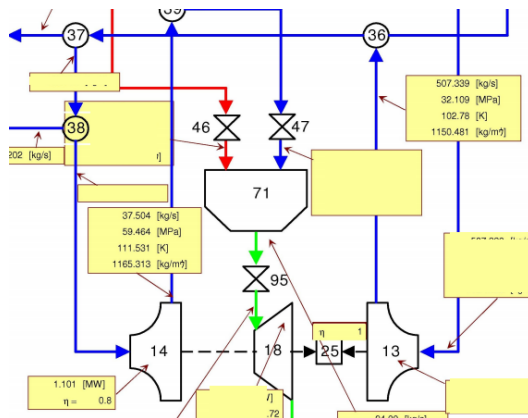 39
37
36
507.339 [kg/s]
32.109 [MPa]
102.78 [K]
1150.481 [kg/m³]
46
47
38
202 [kg/s]
71
37.504 [kg/s]
59.464 [MPa]
111.531 [K]
1165.313 [kg/m³]
95
η 1
14
18
25
13
1.101 [MW]
η = 0.8
.72